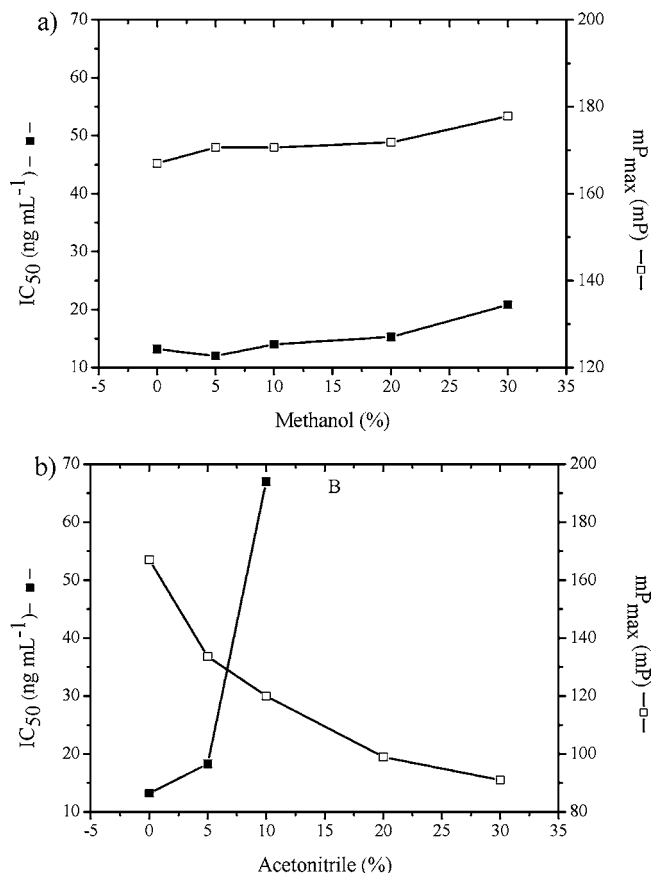 a)
70
60
50
40
30
20
10
200
180
160
140
120
-5 0 5 10 15 20 25 30 35
IC50 (ng mL-1) – ■ –
mPmax (mP) —□—
Methanol (%)
b)
B
70
60
50
40
30
20
10
200
180
160
140
120
100
80
-5 0 5 10 15 20 25 30 35
IC50 (ng mL-1)– ■ –
mPmax (mP) —□—
Acetonitrile (%)